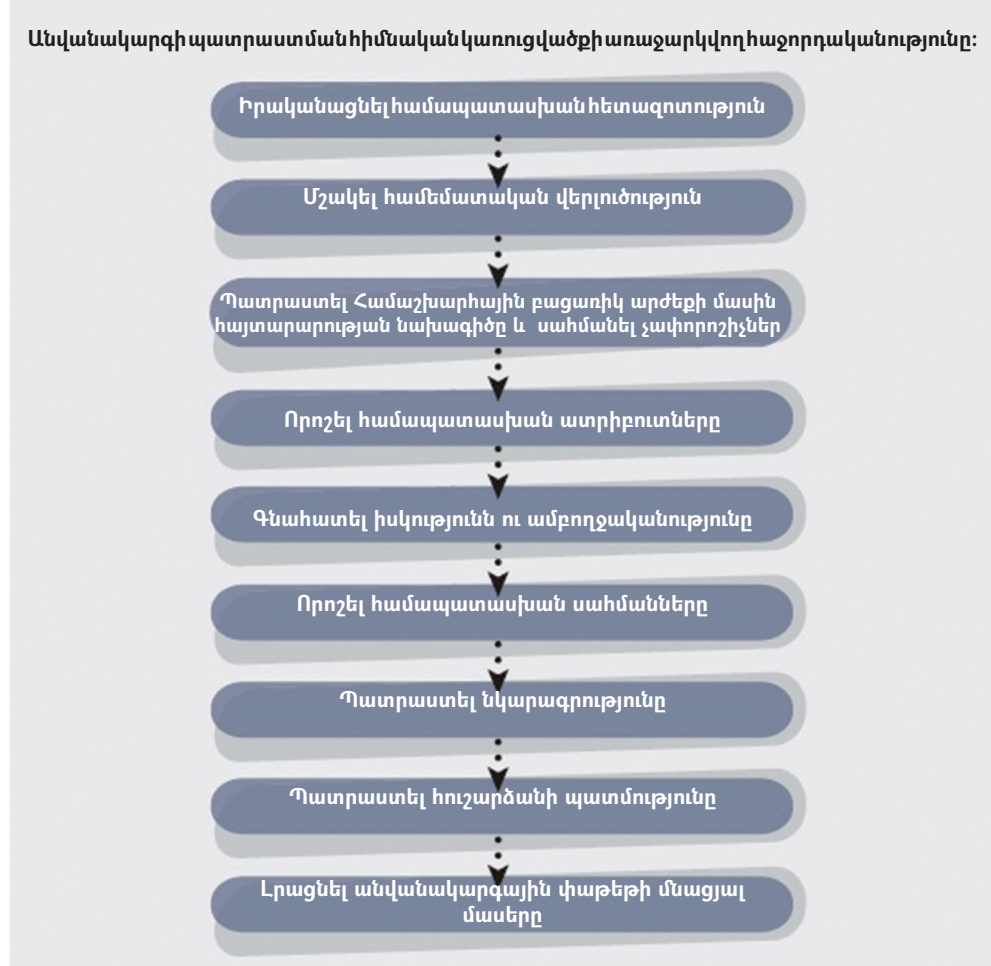 Անվանակարգի պատրաստման հիմնական կառուցվածքի առաջարկվող հաջորդականությունը:
Իրականացնել համապատասխան հետազոտություն
Մշակել համեմատական վերլուծություն
Պատրաստել Համաշխարհային բացառիկ արժեքի մասին
հայտարարության նախագիծը և սահմանել չափորոշիչներ
Որոշել համապատասխան ատրիբուտները
Գնահատել իսկությունն ու ամբողջականությունը
Որոշել համապատասխան սահմանները
Պատրաստել նկարագրությունը
Պատրաստել հուշարձանի պատմությունը
Լրացնել անվանակարգային փաթեթի մնացյալ
մասերը